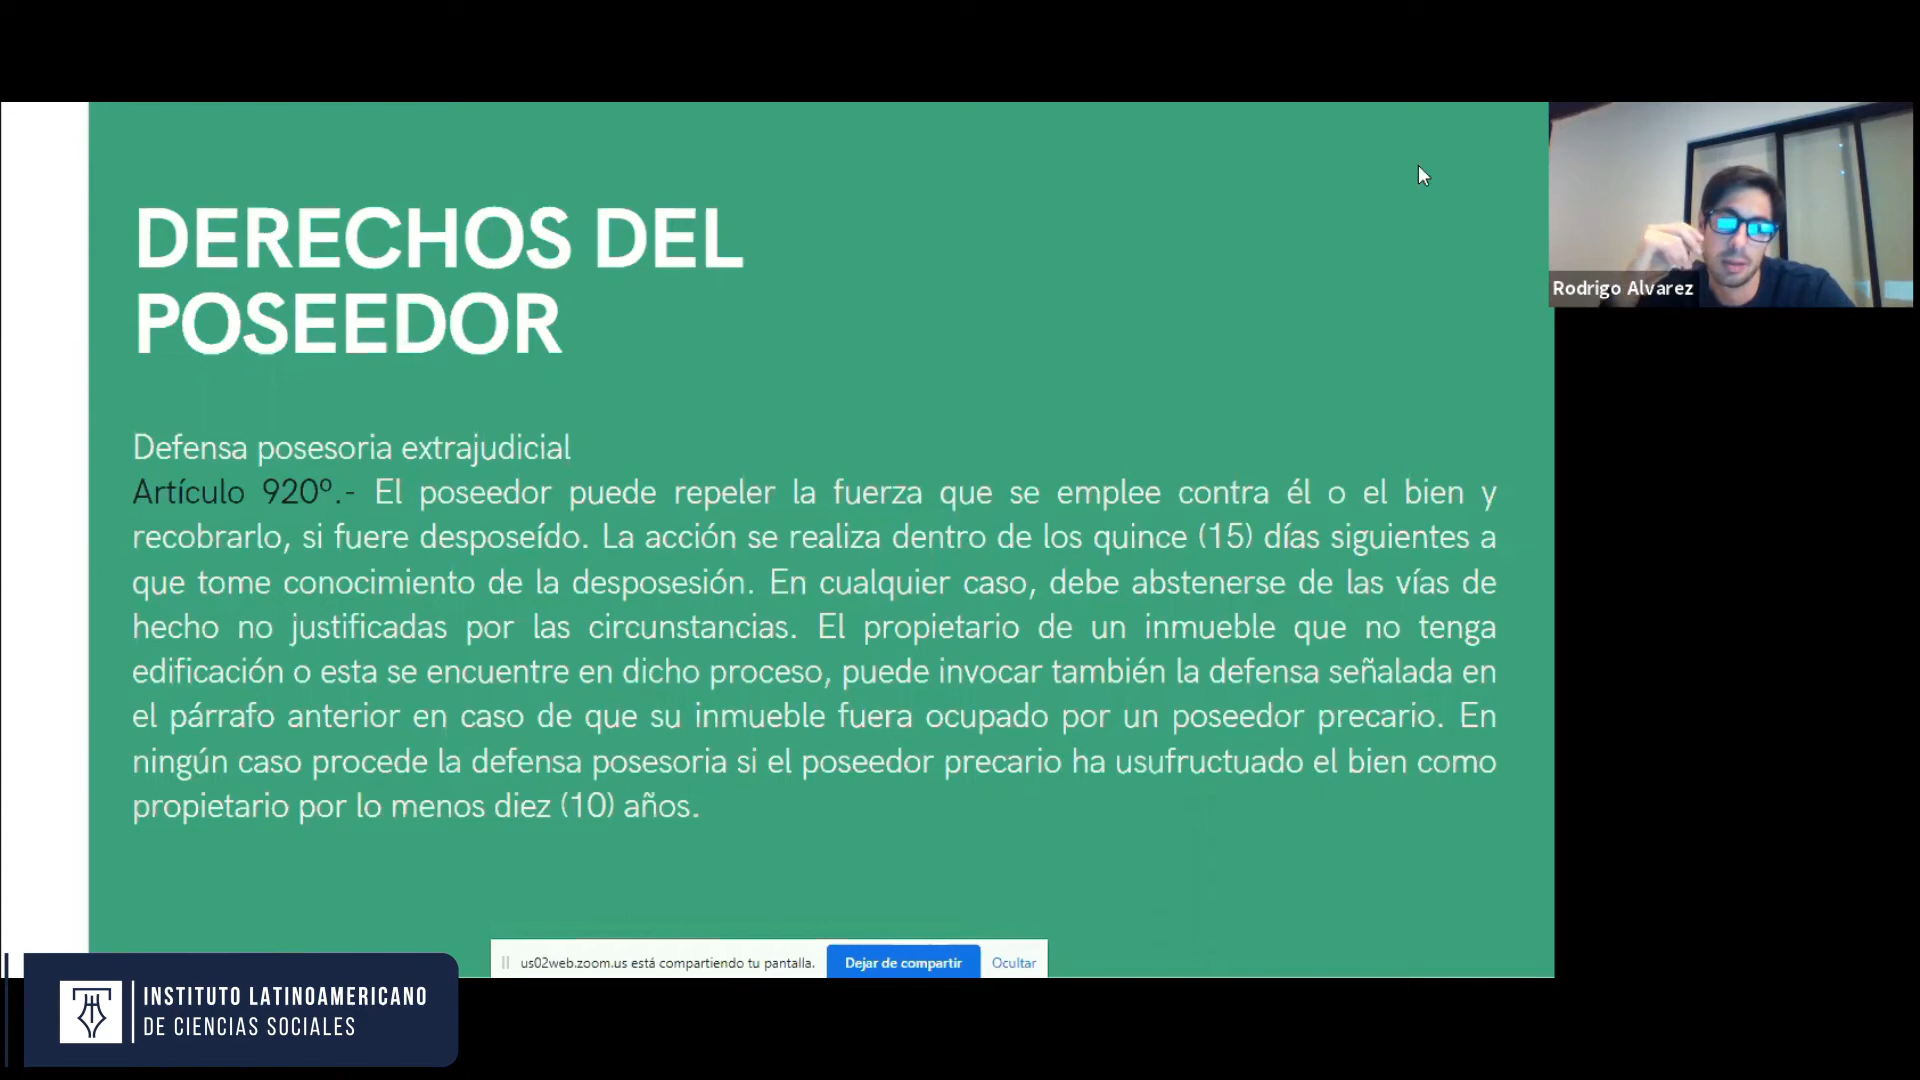 DERECHOS DEL
POSEEDOR
Defensa posesoria extrajudicial
Artículo 920º.- El poseedor puede repeler la fuerza que se emplee contra él o el bien y
recobrarlo, si fuere desposeído. La acción se realiza dentro de los quince (15) días siguientes a
que tome conocimiento de la desposesión. En cualquier caso, debe abstenerse de las vías de
hecho no justificadas por las circunstancias. El propietario de un inmueble que no tenga
edificación o esta se encuentre en dicho proceso, puede invocar también la defensa señalada en
el párrafo anterior en caso de que su inmueble fuera ocupado por un poseedor precario. En
ningún caso procede la defensa posesoria si el poseedor precario ha usufructuado el bien como
propietario por lo menos diez (10) años.
Rodrigo Alvarez
us02web.zoom.us está compartiendo tu pantalla.
Dejar de compartir
Ocultar
INSTITUTO LATINOAMERICANO
DE CIENCIAS SOCIALES